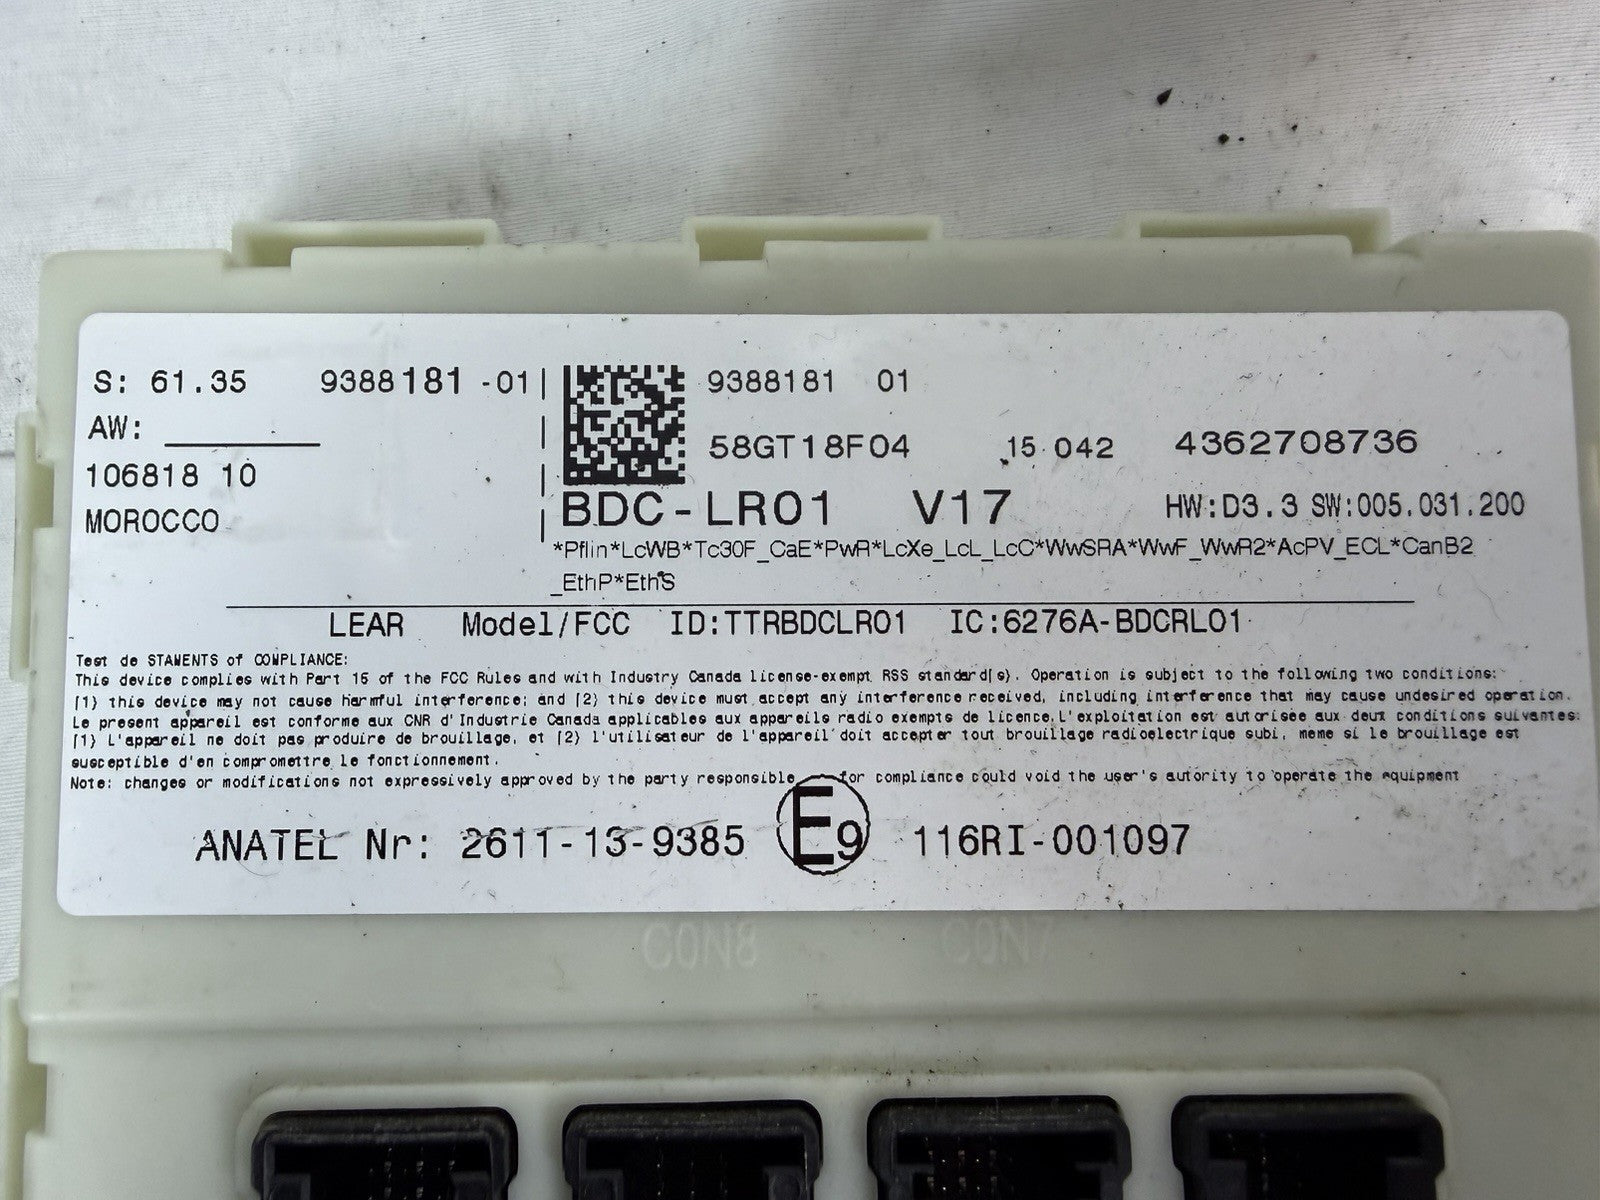 S: 61.35 9388181 -01
AW:
106818 10
MOROCCO
9388181 01
58GT18F04 15 042 4362708736
BDC-LR01 V17 HW:D3.3 SW:005.031.200
*Pflin*LcWB*Tc30F_CaE*PwR*LcXe_LcL_LcC*WwSRA*WwF_WwR2*AcPV_ECL*CanB2
_EthP*EthS
LEAR Model/FCC ID:TTRBDCLR01 IC:6276A-BDCRL01
Test de STAMENTS of COMPLIANCE:
This device complies with Part 15 of the FCC Rules and with Industry Canada license-exempt RSS standard(s). Operation is subject to the following two conditions:
(1) this device may not cause harmful interference; and (2) this device must accept any interference received, including interference that may cause undesired operation.
Le present appareil est conforme aux CNR d'Industrie Canada applicables aux appareils radio exempts de licence.L'exploitation est autorisee aux deux conditions suivantes:
(1) L'appareil ne doit pas produire de brouillage, et (2) l'utilisateur de l'appareil doit accepter tout brouillage radioelectrique subi, meme si le brouillage est
susceptible d'en compromettre le fonctionnement.
Note: changes or modifications not expressively approved by the party responsible for compliance could void the user's autority to operate the equipment
ANATEL Nr: 2611-13-9385 E9 116RI-001097
CON8 CON7